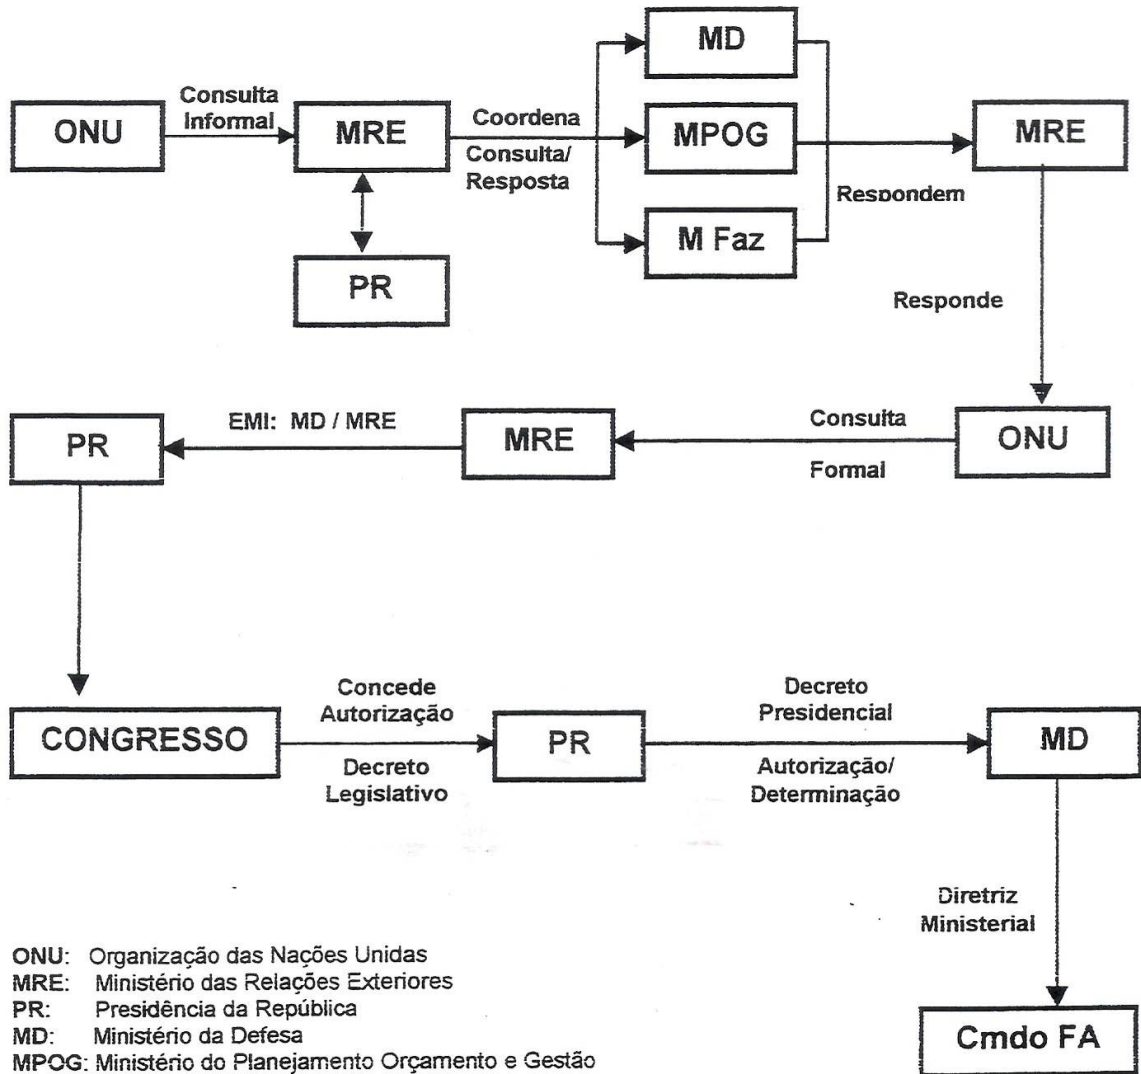 MD
Consulta
Informal
ONU
MRE
Coordena
MPOG
MRE
Consulta/
Resposta
Respondem
M Faz
PR
Responde
EMI: MD / MRE
Consulta
PR
MRE
ONU
Formal
Concede
Autorização
Decreto
Presidencial
CONGRESSO
PR
MD
Decreto
Legislativo
Autorização/
Determinação
Diretriz
Ministerial
ONU: Organização das Nações Unidas
MRE: Ministério das Relações Exteriores
PR: Presidência da República
MD: Ministério da Defesa
MPOG: Ministério do Planejamento Orçamento e Gestão
Cmdo FA